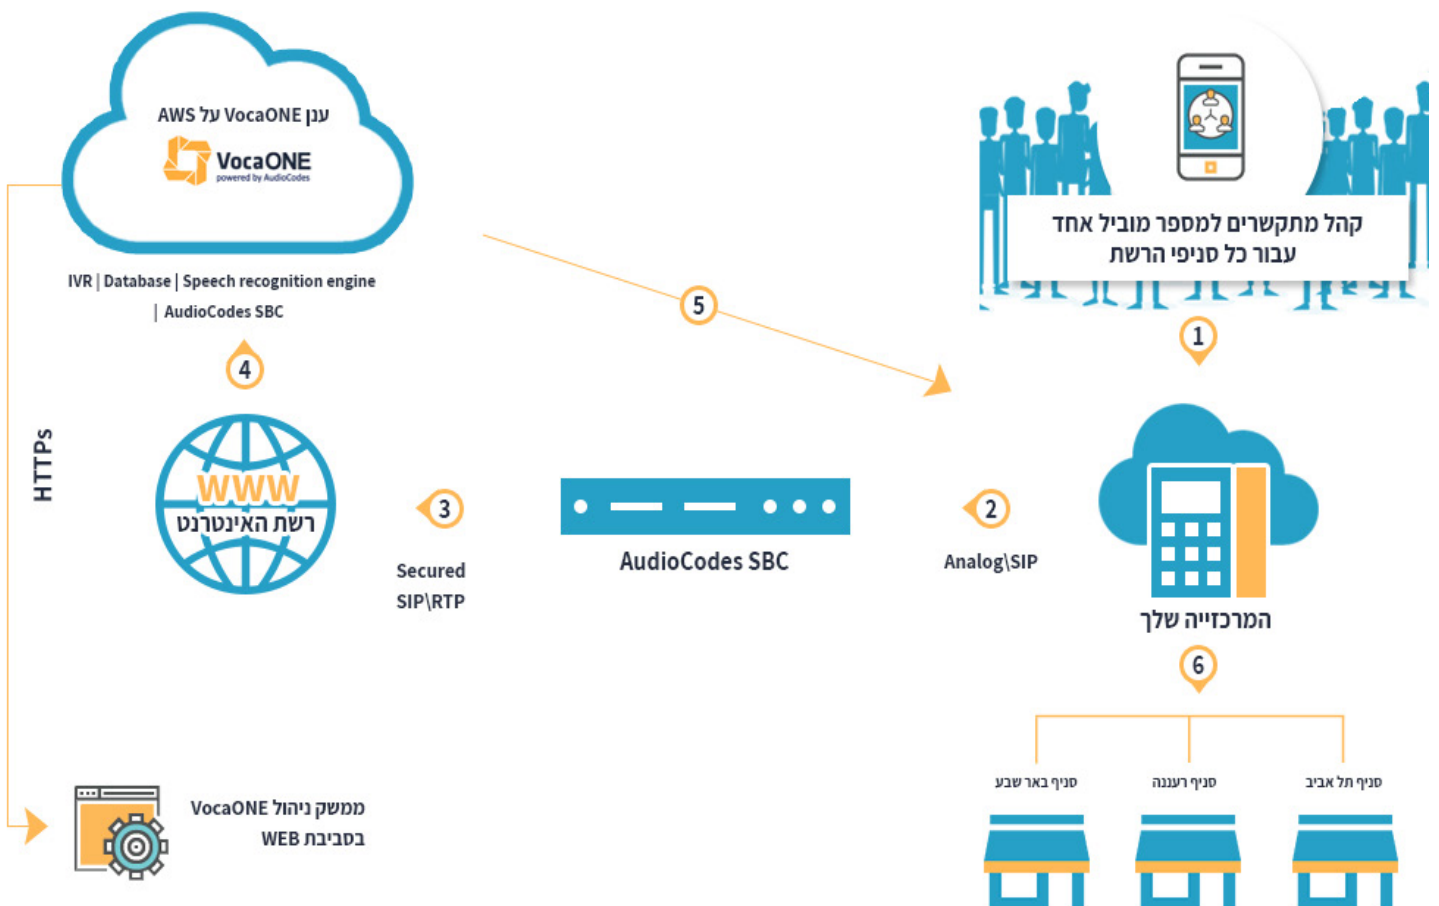 ענן VocaONE על AWS
VocaONE
powered by AudioCodes
IVR | Database | Speech recognition engine
| AudioCodes SBC
קהל מתקשרים למספר מוביל אחד
עבור כל סניפי הרשת
1
5
4
HTTPs
www
רשת האינטרנט
3
Secured
SIP\RTP
AudioCodes SBC
2
Analog\SIP
המרכזייה שלך
6
סניף תל אביב
סניף רעננה
סניף באר שבע
ממשק ניהול VocaONE
בסביבת WEB